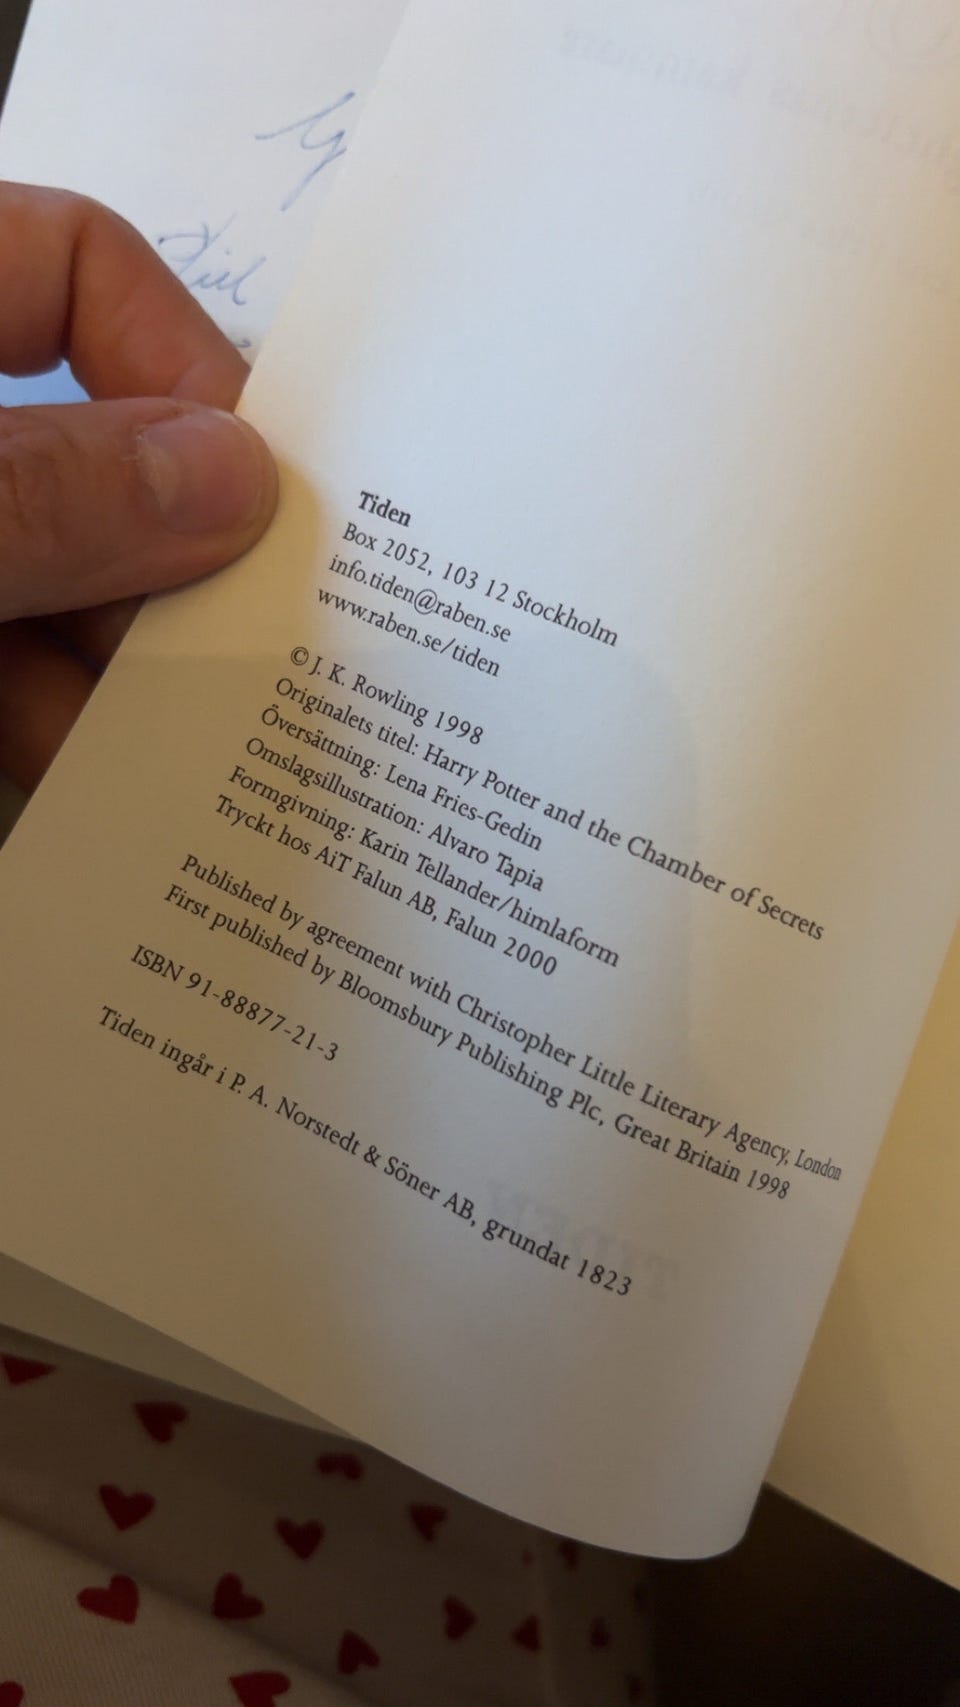 Tiden
Box 2052, 103 12 Stockholm
info.tiden@raben.se
www.raben.se/tiden
© J. K. Rowling 1998
Originalets titel: Harry Potter and the Chamber of Secrets
Översättning: Lena Fries-Gedin
Omslagsillustration: Alvaro Tapia
Formgivning: Karin Tellander/himlaform
Tryckt hos AiT Falun AB, Falun 2000
Published by agreement with Christopher Little Literary Agency, London
First published by Bloomsbury Publishing Plc, Great Britain 1998
ISBN 91-88877-21-3
Tiden ingår i P. A. Norstedt & Söner AB, grundat 1823